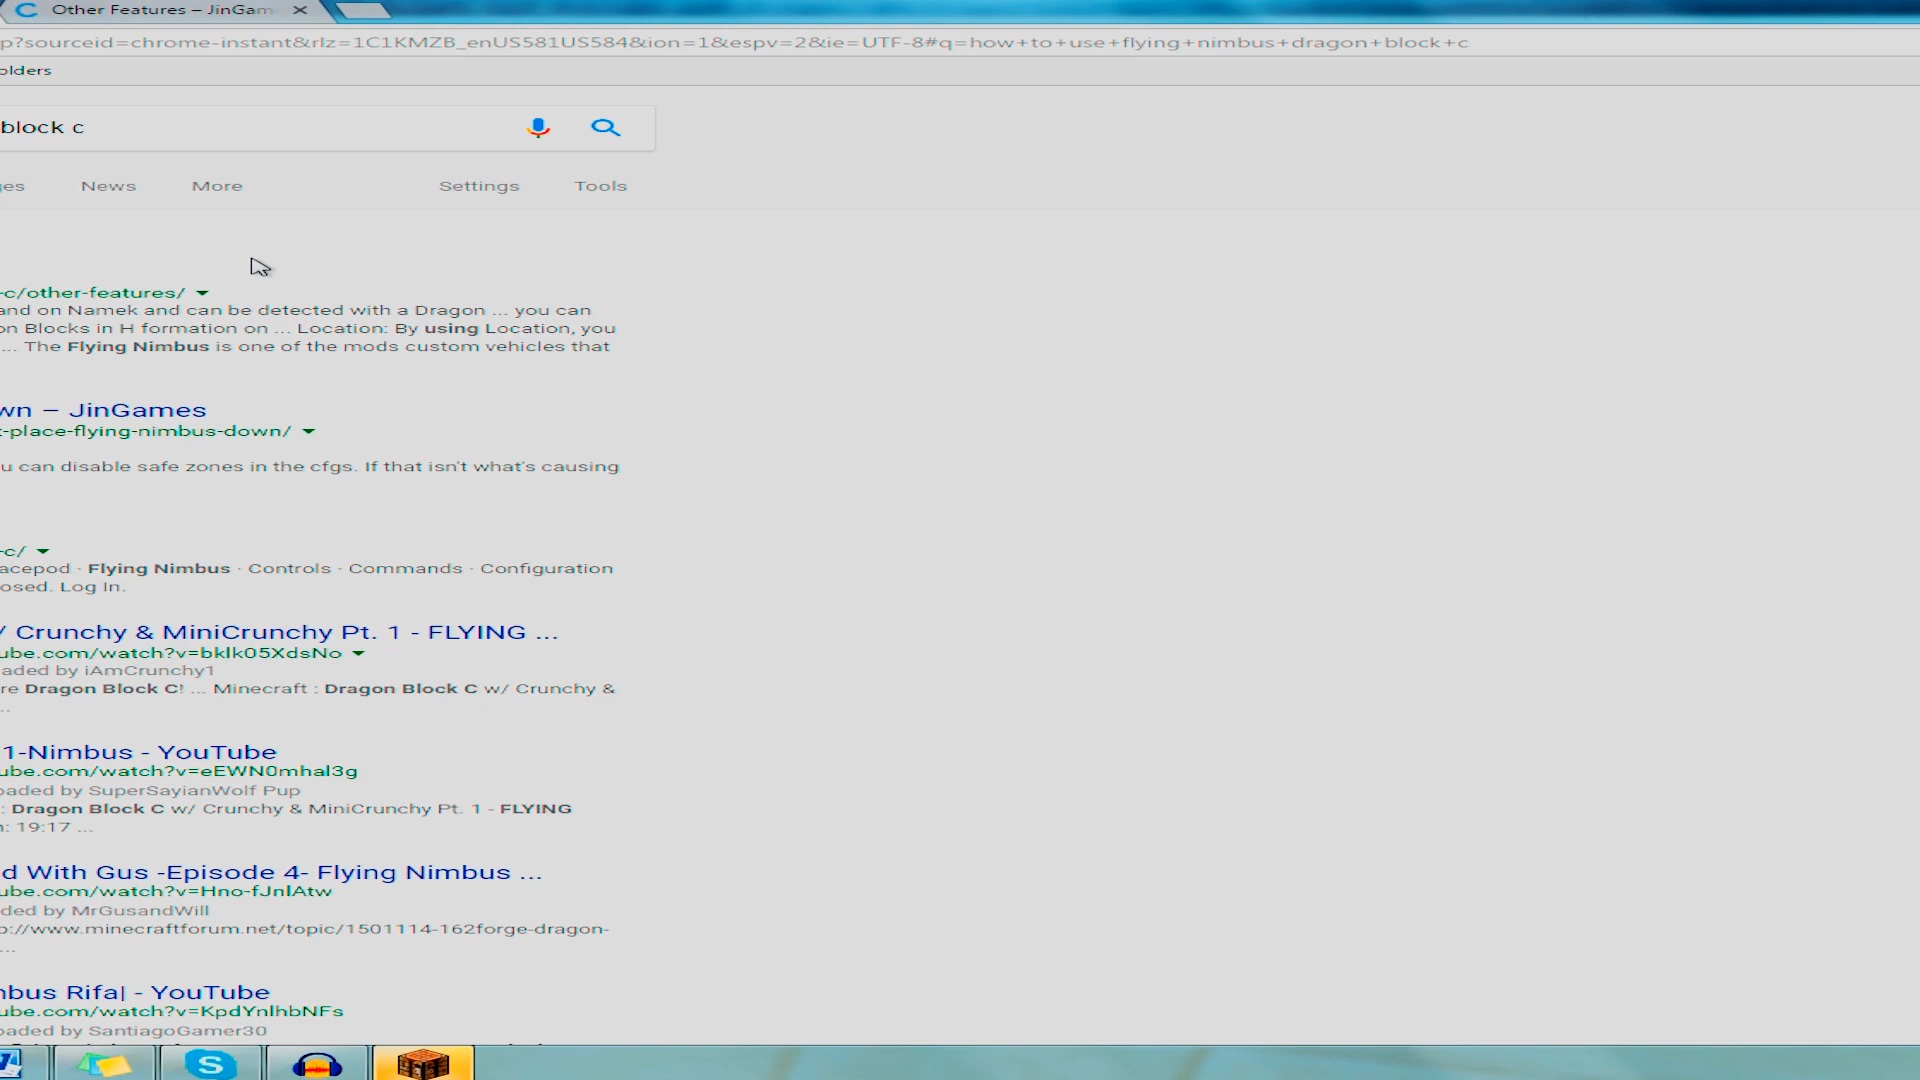 Other Features – JinGam
p?sourceid=chrome-instant&rlz=1C1KMZB_enUS581US584&ion=1&espv=2&ie=UTF-8#q=how+to+use+flying+nimbus+dragon+block+c
olders
block c
ges News More Settings Tools
-c/other-features/
and on Namek and can be detected with a Dragon ... you can
on Blocks in H formation on ... Location: By using Location, you
... The Flying Nimbus is one of the mods custom vehicles that
wn – JinGames
t-place-flying-nimbus-down/
u can disable safe zones in the cfgs. If that isn't what's causing
-c/
acepod · Flying Nimbus · Controls · Commands · Configuration
osed. Log In.
/ Crunchy & MiniCrunchy Pt. 1 - FLYING ...
ube.com/watch?v=bklk05XdsNo
aded by iAmCrunchy1
re Dragon Block C! ... Minecraft : Dragon Block C w/ Crunchy &
...
1-Nimbus - YouTube
ube.com/watch?v=eEWN0mhal3g
oaded by SuperSayianWolf Pup
: Dragon Block C w/ Crunchy & MiniCrunchy Pt. 1 - FLYING
n: 19:17 ...
d With Gus -Episode 4- Flying Nimbus ...
ube.com/watch?v=Hno-fJnlAtw
ded by MrGusandWill
p://www.minecraftforum.net/topic/1501114-162forge-dragon-
...
nbus Rifa| - YouTube
ube.com/watch?v=KpdYnlhbNFs
oaded by SantiagoGamer30